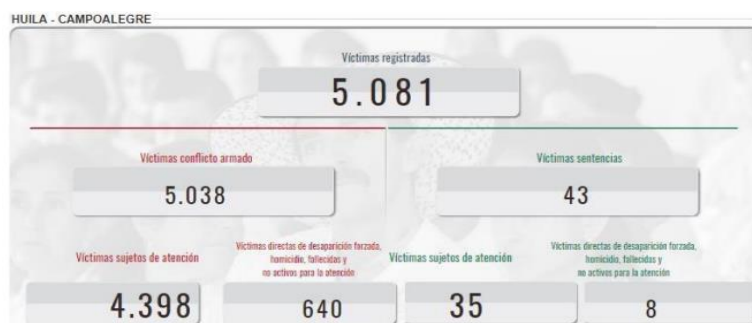 HUILA - CAMPOALEGRE
Víctimas registradas
5.081
Víctimas conflicto armado
5.038
Víctimas sentencias
43
Víctimas sujetos de atención
4.398
Víctimas directas de desaparición forzada,
homicidio, fallecidas y
no activos para la atención
640
Víctimas sujetos de atención
35
Víctimas directas de desaparición forzada,
homicidio, fallecidas y
no activos para la atención
8